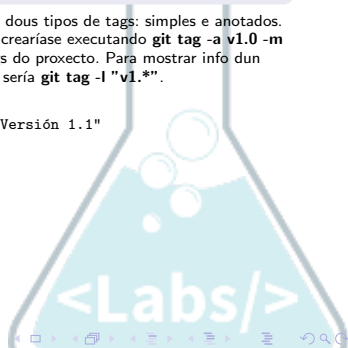 dous tipos de tags: simples e anotados.
crearíase executando git tag -a v1.0 -m
s do proxecto. Para mostrar info dun
sería git tag -l "v1.*".
Versión 1.1"
<Labs/>